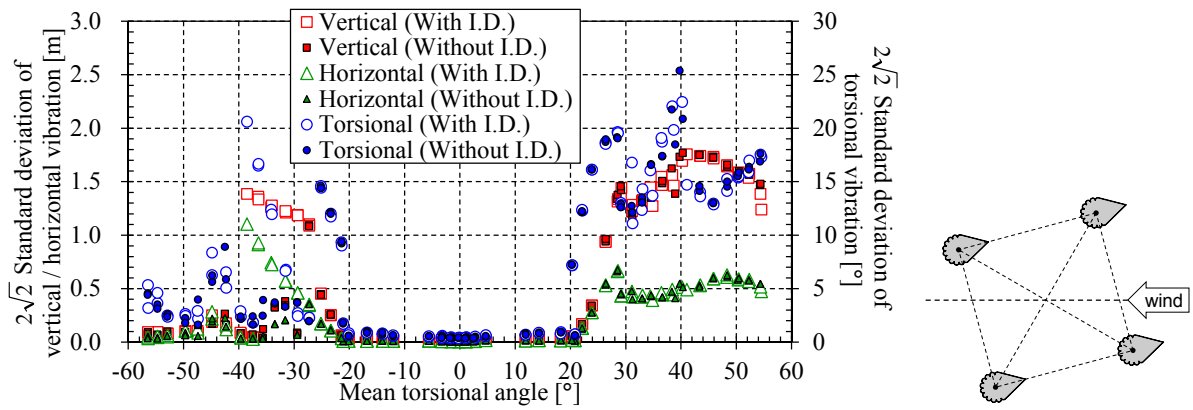 2√2 Standard deviation of
vertical / horizontal vibration [m]
3.0
2.5
2.0
1.5
1.0
0.5
0.0
Vertical (With I.D.)
Vertical (Without I.D.)
Horizontal (With I.D.)
Horizontal (Without I.D.)
Torsional (With I.D.)
Torsional (Without I.D.)
30
25
20
15
10
5
0
2√2 Standard deviation of
torsional vibration [°]
-60 -50 -40 -30 -20 -10 0 10 20 30 40 50 60
Mean torsional angle [°]
wind